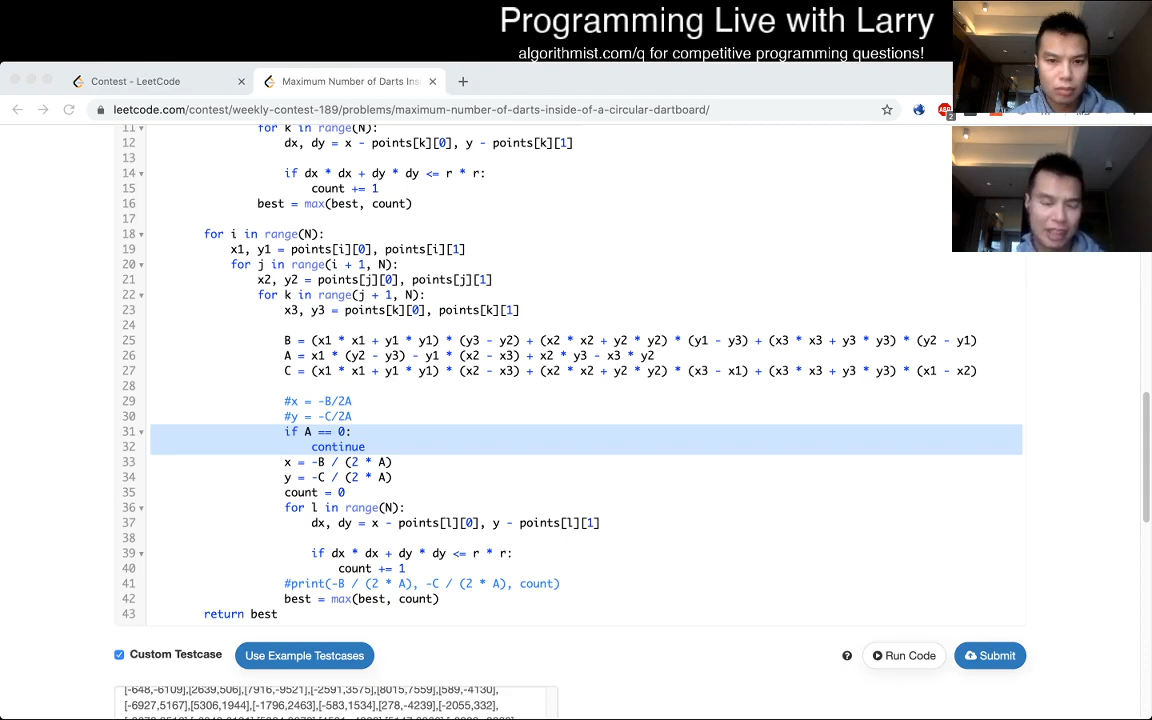 Programming Live with Larry
algorithmist.com/q for competitive programming questions!
Contest - LeetCode
Maximum Number of Darts Ins
leetcode.com/contest/weekly-contest-189/problems/maximum-number-of-darts-inside-of-a-circular-dartboard/
11 for k in range(N):
12 dx, dy = x - points[k][0], y - points[k][1]
13
14 if dx * dx + dy * dy <= r * r:
15 count += 1
16 best = max(best, count)
17
18 for i in range(N):
19 x1, y1 = points[i][0], points[i][1]
20 for j in range(i + 1, N):
21 x2, y2 = points[j][0], points[j][1]
22 for k in range(j + 1, N):
23 x3, y3 = points[k][0], points[k][1]
24
25 B = (x1 * x1 + y1 * y1) * (y3 - y2) + (x2 * x2 + y2 * y2) * (y1 - y3) + (x3 * x3 + y3 * y3) * (y2 - y1)
26 A = x1 * (y2 - y3) - y1 * (x2 - x3) + x2 * y3 - x3 * y2
27 C = (x1 * x1 + y1 * y1) * (x2 - x3) + (x2 * x2 + y2 * y2) * (x3 - x1) + (x3 * x3 + y3 * y3) * (x1 - x2)
28
29 #x = -B/2A
30 #y = -C/2A
31 if A == 0:
32 continue
33 x = -B / (2 * A)
34 y = -C / (2 * A)
35 count = 0
36 for l in range(N):
37 dx, dy = x - points[l][0], y - points[l][1]
38
39 if dx * dx + dy * dy <= r * r:
40 count += 1
41 #print(-B / (2 * A), -C / (2 * A), count)
42 best = max(best, count)
43 return best
Custom Testcase
Use Example Testcases
Run Code
Submit
[-648,-6109],[2639,506],[7916,-9521],[-2591,3575],[8015,7559],[589,-4130],
[-6927,5167],[5306,1944],[-1796,2463],[-583,1534],[278,-4239],[-2055,332],